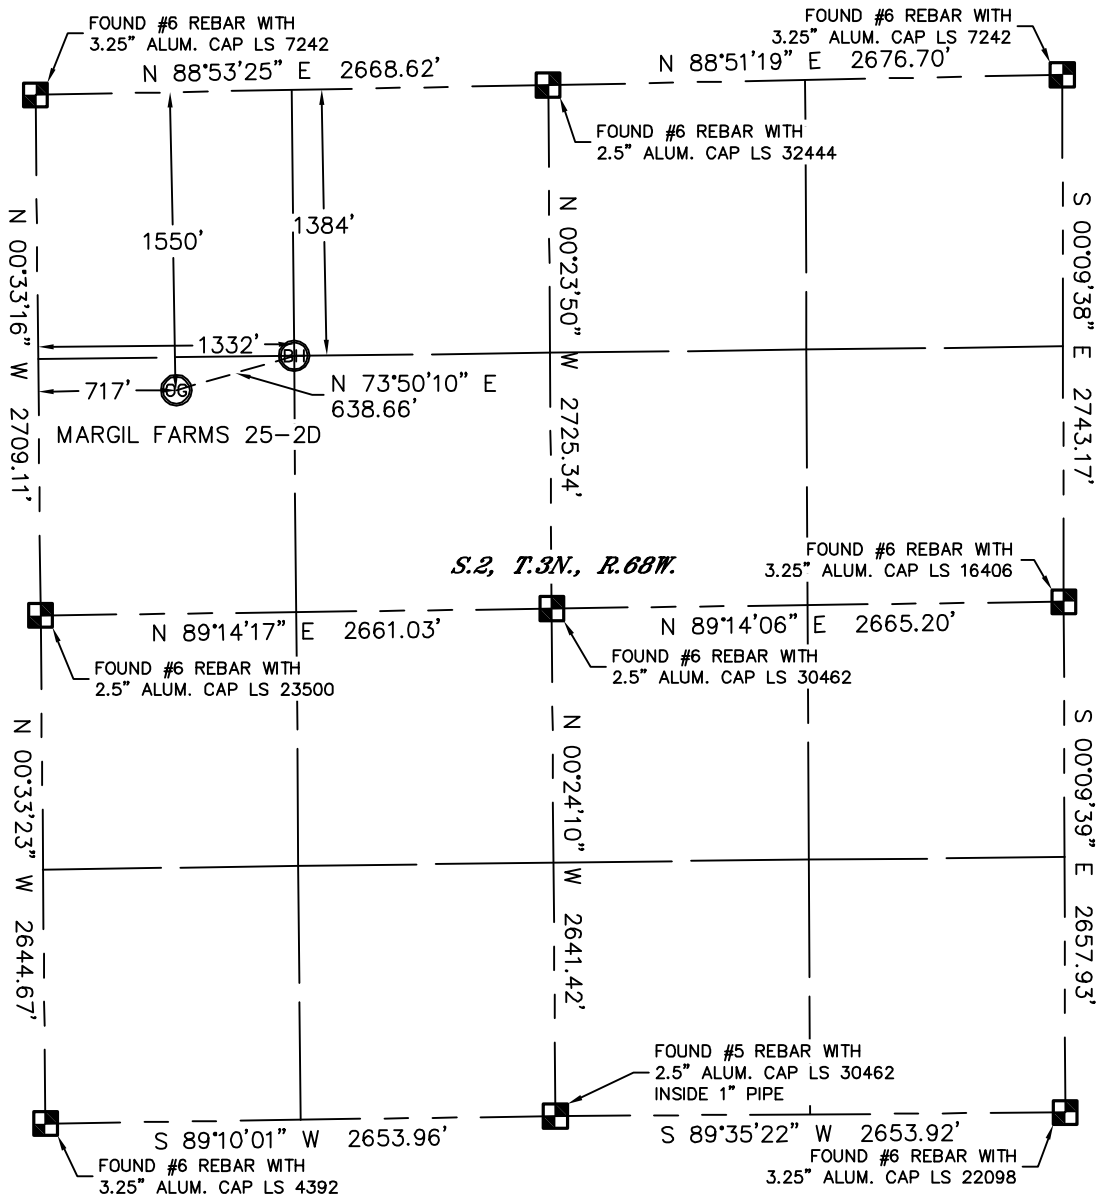 FOUND #6 REBAR WITH
3.25" ALUM. CAP LS 7242
N 88°53'25" E 2668.62'
FOUND #6 REBAR WITH
3.25" ALUM. CAP LS 7242
N 88°51'19" E 2676.70'
FOUND #6 REBAR WITH
2.5" ALUM. CAP LS 32444
N 00°33'16" W 2709.11'
1550'
1384'
N 00°23'50" W 2725.34'
S 00°09'38" E 2743.17'
1332'
BH
717'
N 73°50'10" E
638.66'
MARGIL FARMS 25-2D
S.2, T.3N., R.68W.
FOUND #6 REBAR WITH
3.25" ALUM. CAP LS 16406
N 89°14'17" E 2661.03'
N 89°14'06" E 2665.20'
FOUND #6 REBAR WITH
2.5" ALUM. CAP LS 23500
FOUND #6 REBAR WITH
2.5" ALUM. CAP LS 30462
N 00°33'23" W 2644.67'
N 00°24'10" W 2641.42'
S 00°09'39" E 2657.93'
FOUND #5 REBAR WITH
2.5" ALUM. CAP LS 30462
INSIDE 1" PIPE
S 89°10'01" W 2653.96'
S 89°35'22" W 2653.92'
FOUND #6 REBAR WITH
3.25" ALUM. CAP LS 4392
FOUND #6 REBAR WITH
3.25" ALUM. CAP LS 22098